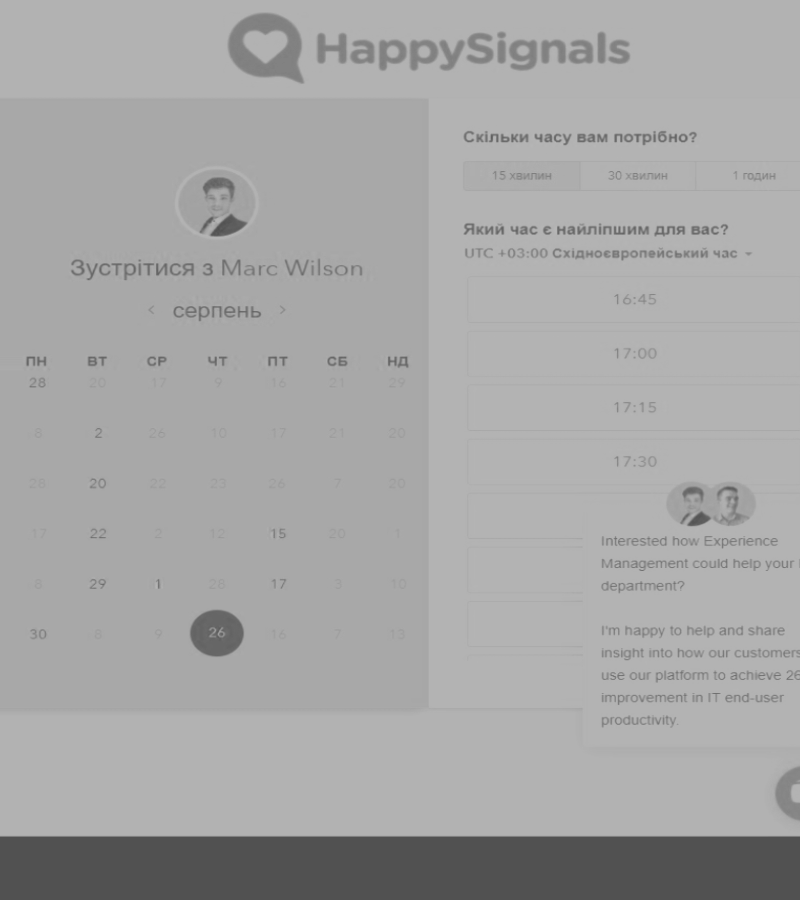 HappySignals
Зустрітися з Marc Wilson
серпень
ПН ВТ СР ЧТ ПТ СБ НД
28 20 17 9 16 21 29
8 2 26 10 17 21 20
28 20 22 23 26 7 20
17 22 2 12 15 20 1
8 29 1 28 17 3 10
30 8 9 26 16 7 13
Скільки часу вам потрібно?
15 хвилин 30 хвилин 1 годин
Який час є найліпшим для вас?
UTC +03:00 Східноєвропейський час
16:45
17:00
17:15
17:30
Interested how Experience
Management could help your
department?
I'm happy to help and share
insight into how our customers
use our platform to achieve 26
improvement in IT end-user
productivity.